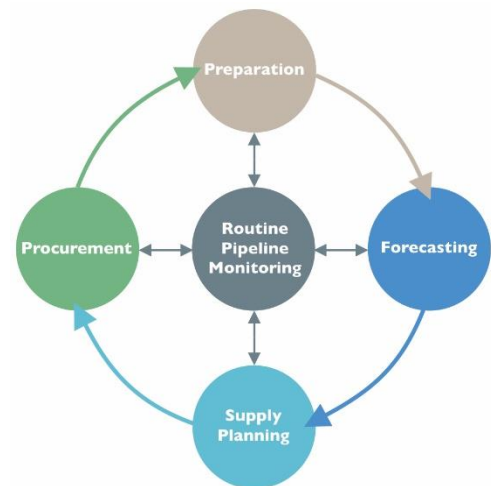 Preparation
Procurement
Routine
Pipeline
Monitoring
Forecasting
Supply
Planning